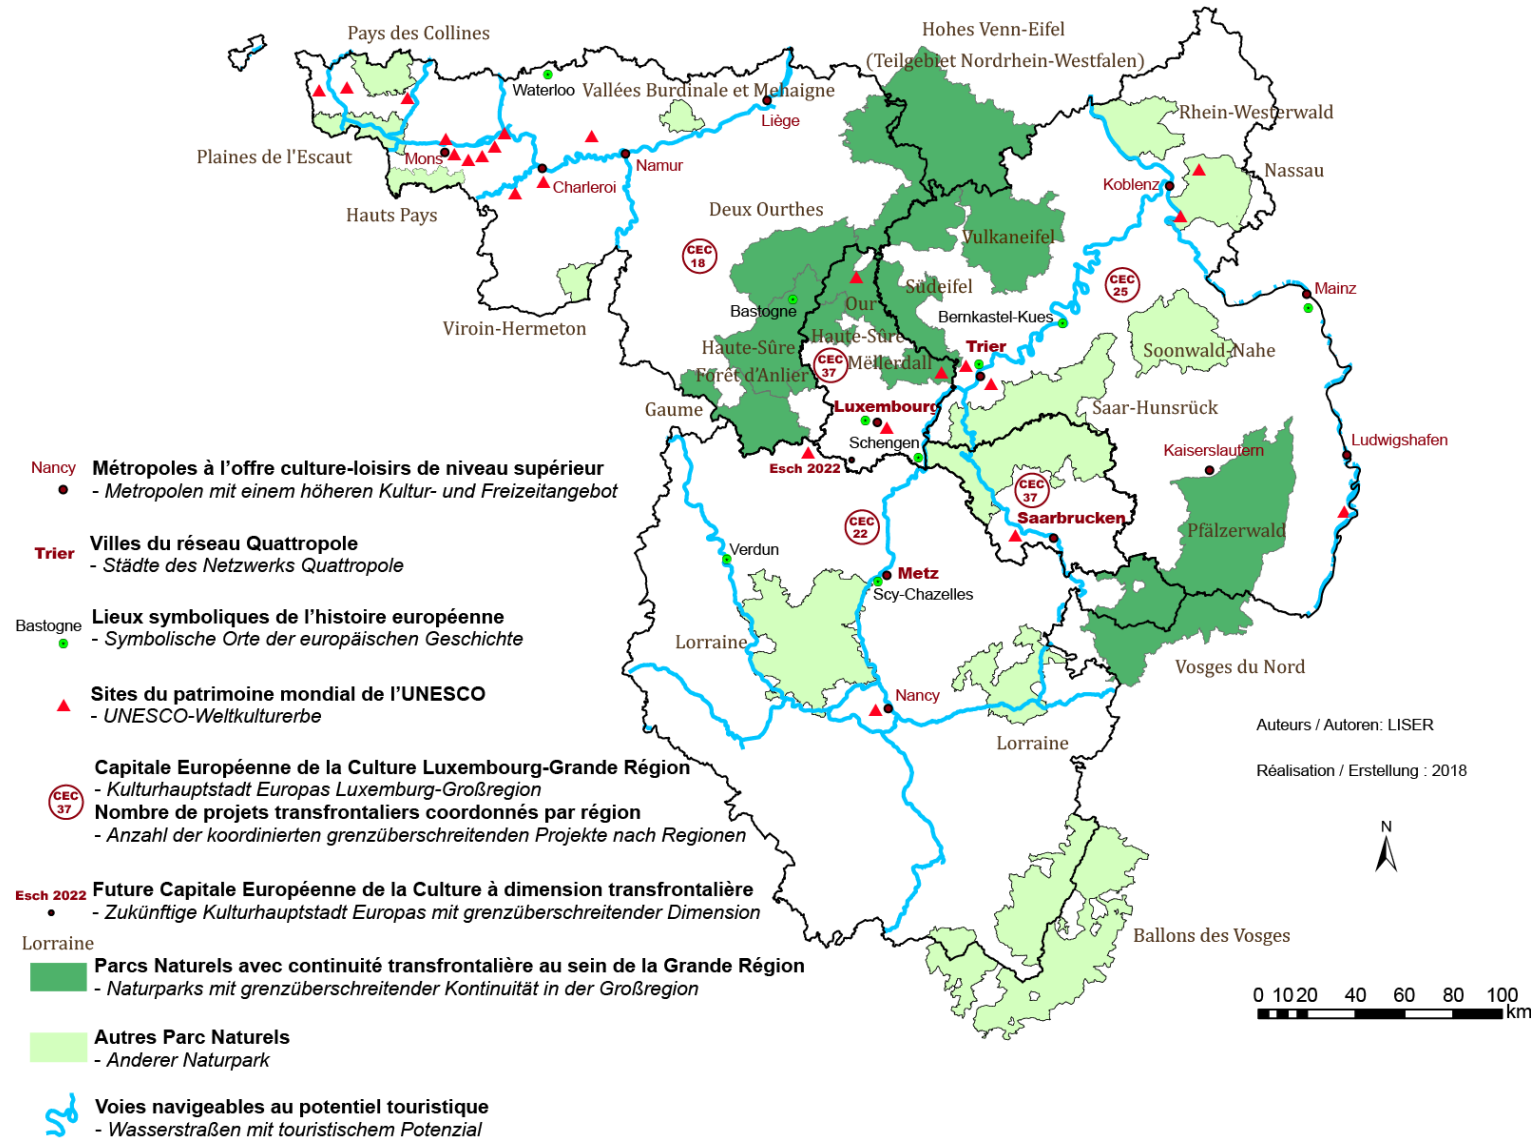 Pays des Collines
Hohes Venn-Eifel
(Teilgebiet Nordrhein-Westfalen)
Waterloo
Vallées Burdinale et Mehaigne
Liège
Rhein-Westerwald
Plaines de l'Escaut
Mons
Charleroi
Namur
Koblenz
Nassau
Hauts Pays
Deux Ourthes
Vulkaneifel
CEC
18
CEC
25
Südeifel
Mainz
Bastogne
Our
Bernkastel-Kues
Viroin-Hermeton
Haute-Sûre
Haute-Sûre
Trier
Soonwald-Nahe
CEC
37
Mëllerdall
Forêt d'Anlier
Gaume
Luxembourg
Saar-Hunsrück
Schengen
Kaiserslautern
Ludwigshafen
Esch 2022
CEC
37
Saarbrucken
CEC
22
Pfälzerwald
Verdun
Metz
Scy-Chazelles
Lorraine
Vosges du Nord
Nancy
Lorraine
Ballons des Vosges
Nancy
Métropoles à l'offre culture-loisirs de niveau supérieur
- Metropolen mit einem höheren Kultur- und Freizeitangebot
Trier
Villes du réseau Quattropole
- Städte des Netzwerks Quattropole
Bastogne
Lieux symboliques de l'histoire européenne
- Symbolische Orte der europäischen Geschichte
Sites du patrimoine mondial de l'UNESCO
- UNESCO-Weltkulturerbe
Capitale Européenne de la Culture Luxembourg-Grande Région
- Kulturhauptstadt Europas Luxemburg-Großregion
CEC
37
Nombre de projets transfrontaliers coordonnés par région
- Anzahl der koordinierten grenzüberschreitenden Projekte nach Regionen
Esch 2022
Future Capitale Européenne de la Culture à dimension transfrontalière
- Zukünftige Kulturhauptstadt Europas mit grenzüberschreitender Dimension
Lorraine
Parcs Naturels avec continuité transfrontalière au sein de la Grande Région
- Naturparks mit grenzüberschreitender Kontinuität in der Großregion
Autres Parc Naturels
- Anderer Naturpark
Voies navigeables au potentiel touristique
- Wasserstraßen mit touristischem Potenzial
Auteurs / Autoren: LISER
Réalisation / Erstellung : 2018
N
0 10 20 40 60 80 100
km